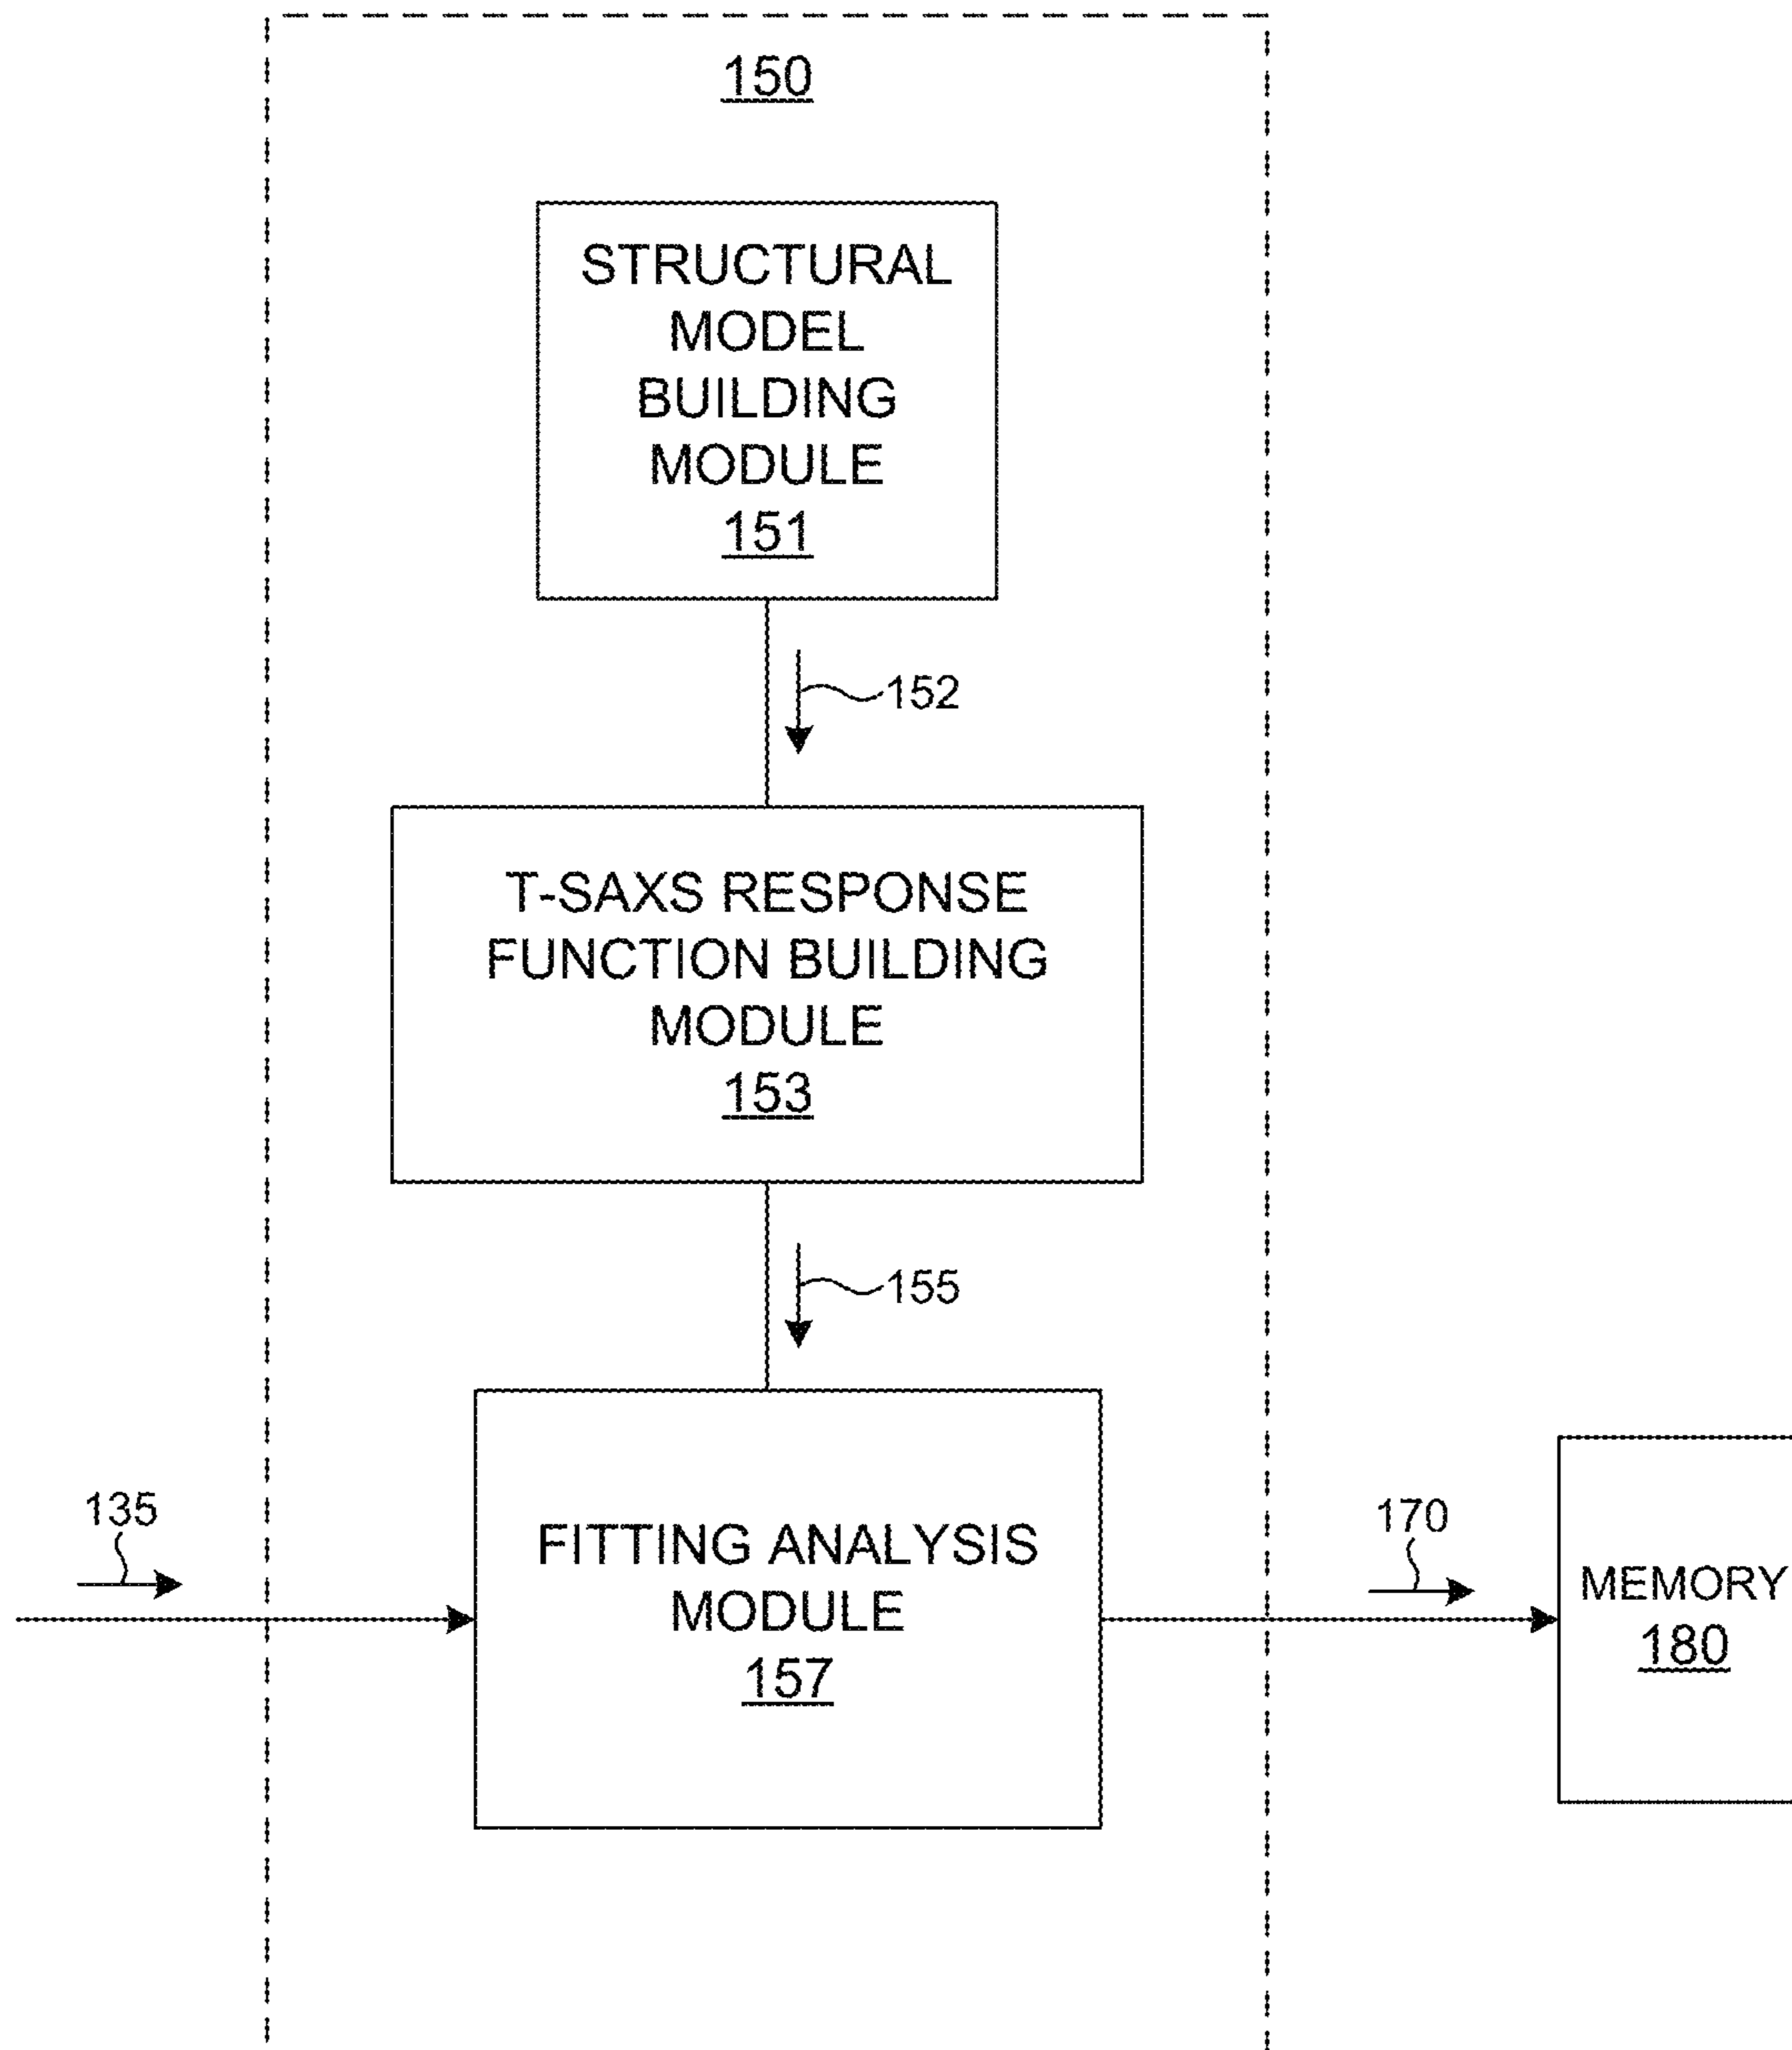 150
STRUCTURAL
MODEL
BUILDING
MODULE
151
152
T-SAXS RESPONSE
FUNCTION BUILDING
MODULE
153
155
135
FITTING ANALYSIS
MODULE
157
170
MEMORY
180